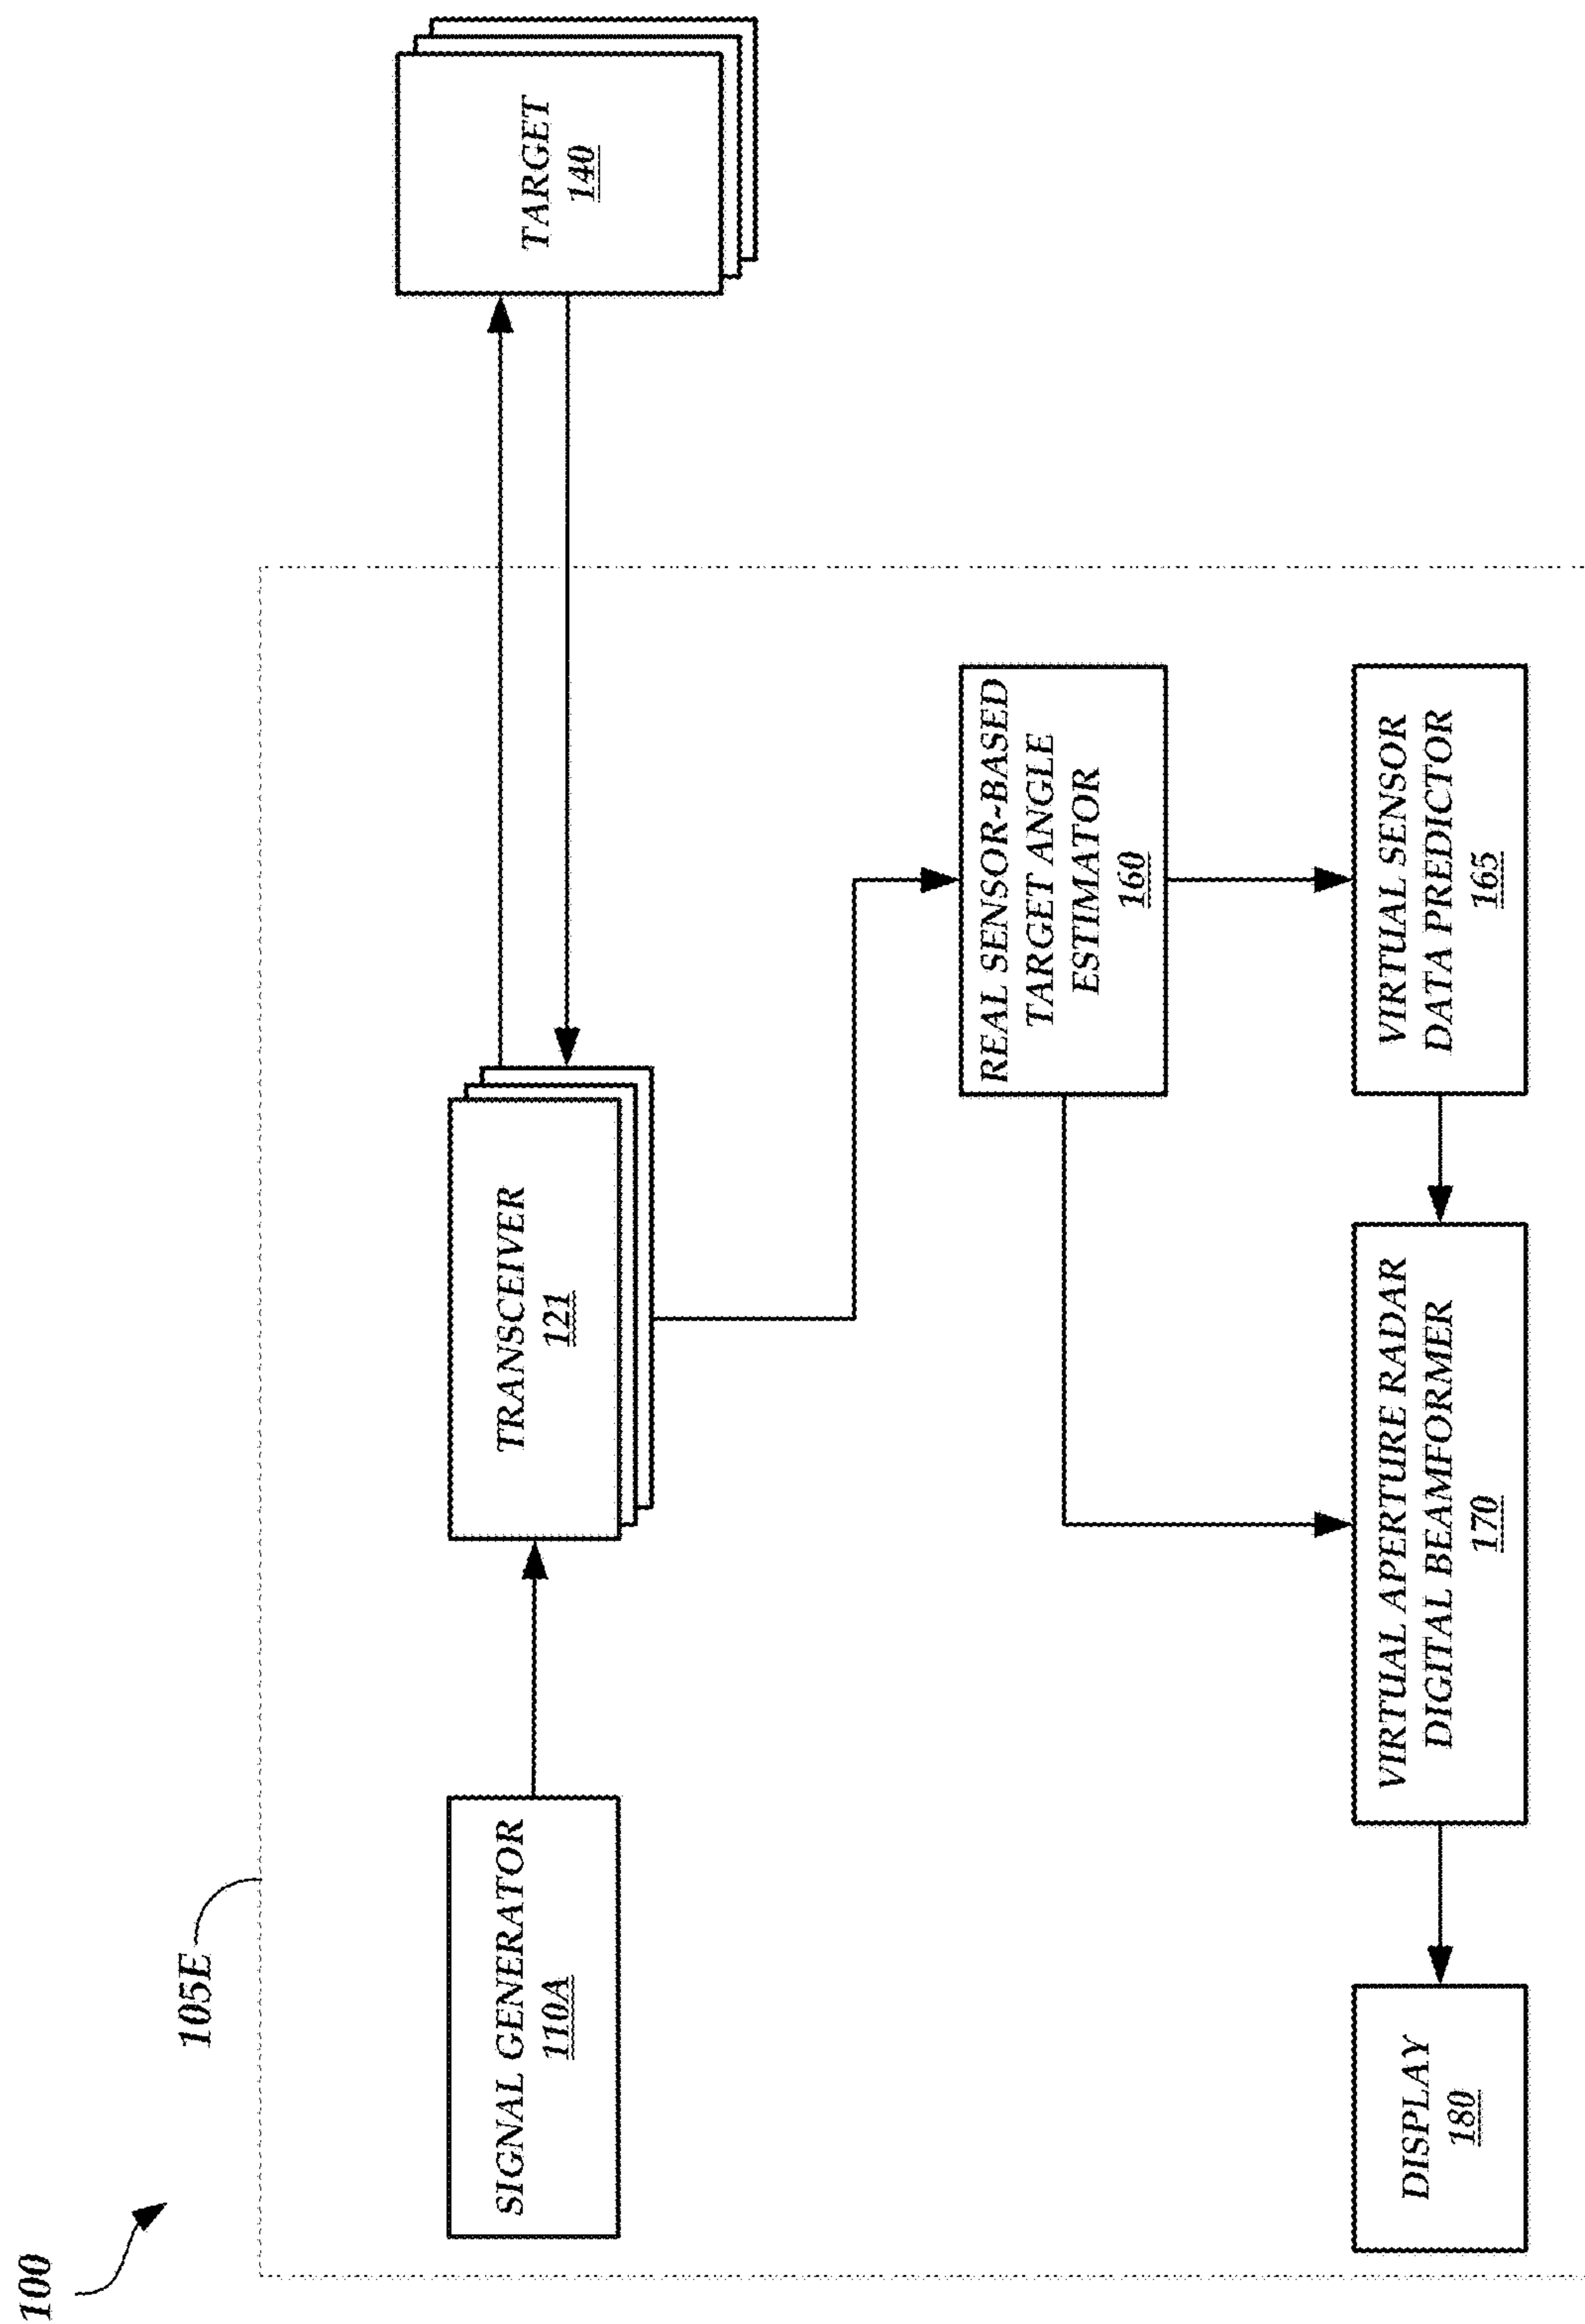 100
105E
SIGNAL GENERATOR
110A
TRANSCEIVER
121
TARGET
140
REAL SENSOR-BASED
TARGET ANGLE
ESTIMATOR
160
DISPLAY
180
VIRTUAL APERTURE RADAR
DIGITAL BEAMFORMER
170
VIRTUAL SENSOR
DATA PREDICTOR
165